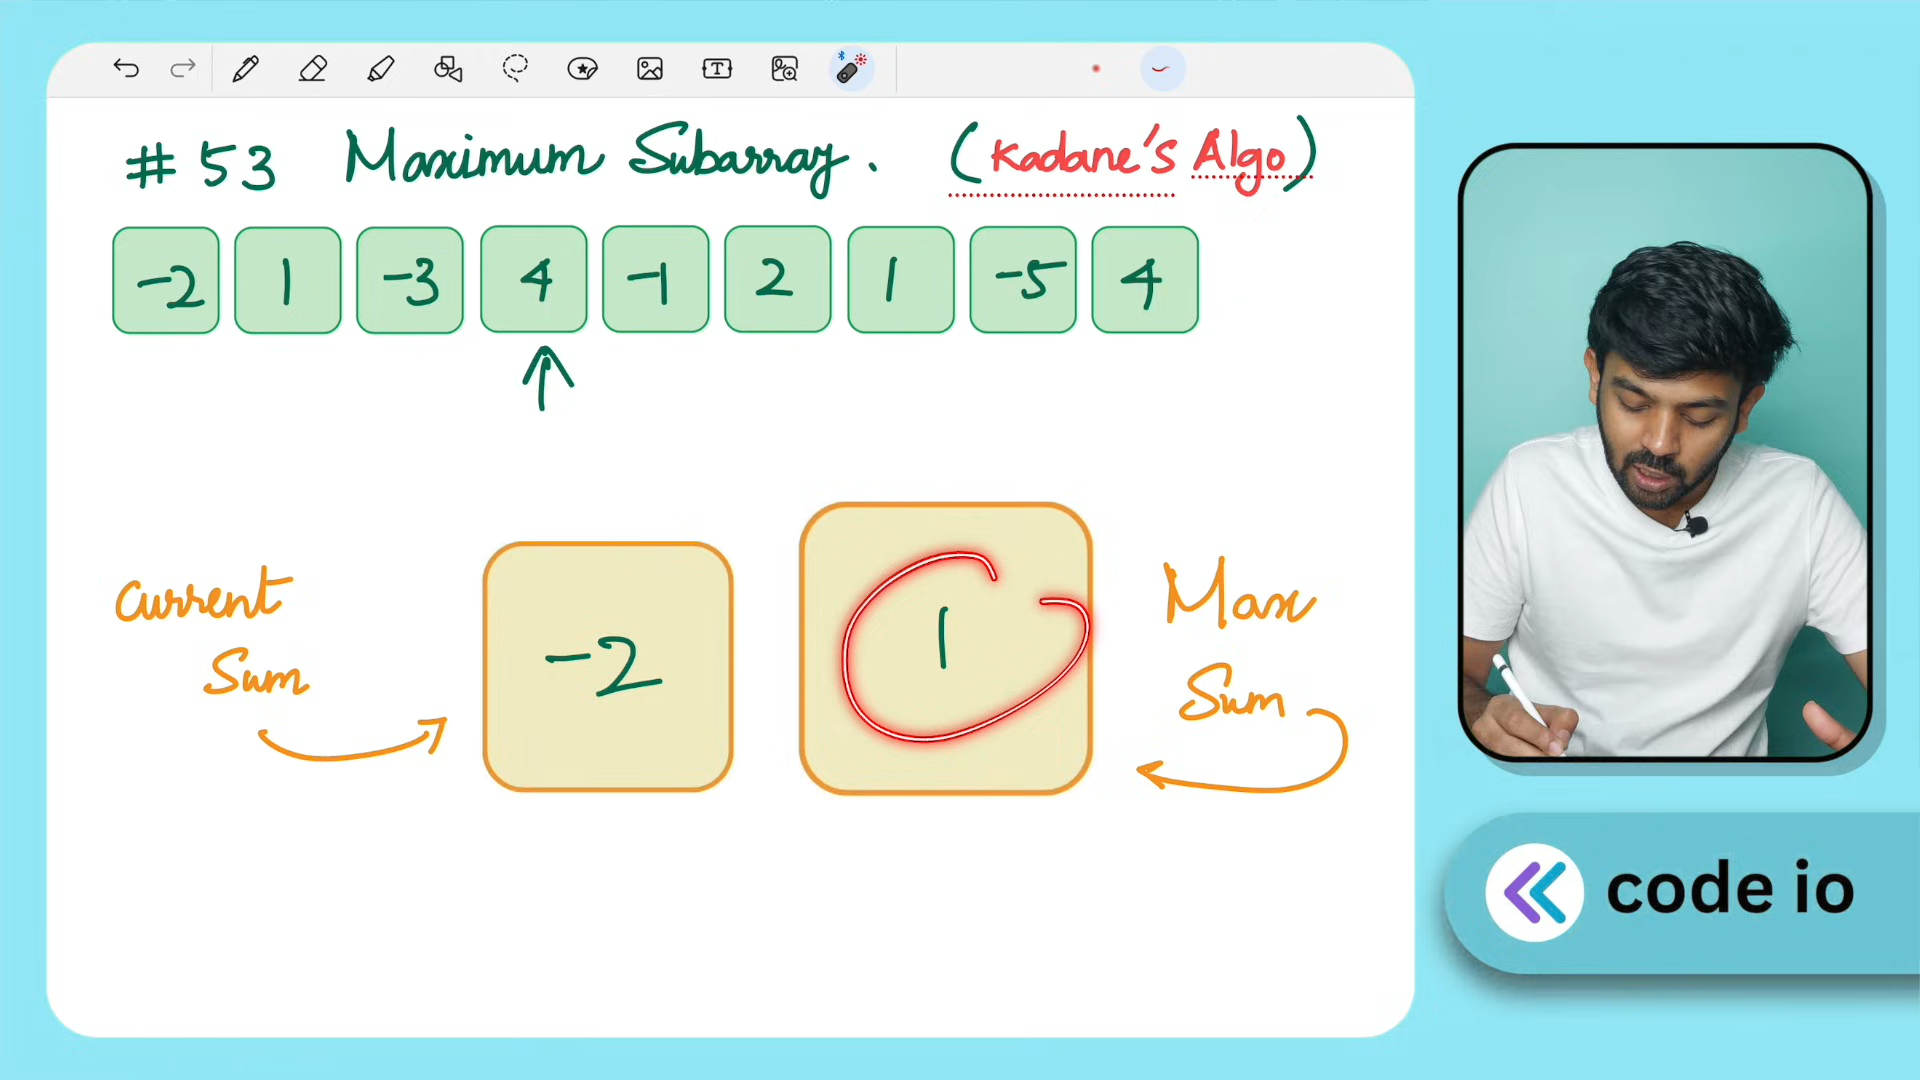 # 53 Maximum Subarray. (Kadane's Algo)
-2 1 -3 4 -1 2 1 -5 4
Current Sum
-2
1
Max Sum
code io